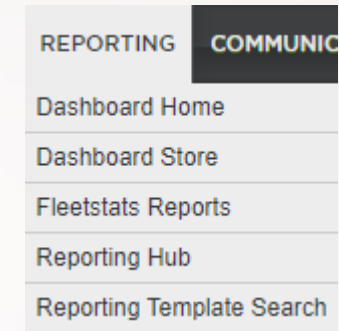 REPORTING COMMUNIC
Dashboard Home
Dashboard Store
Fleetstats Reports
Reporting Hub
Reporting Template Search